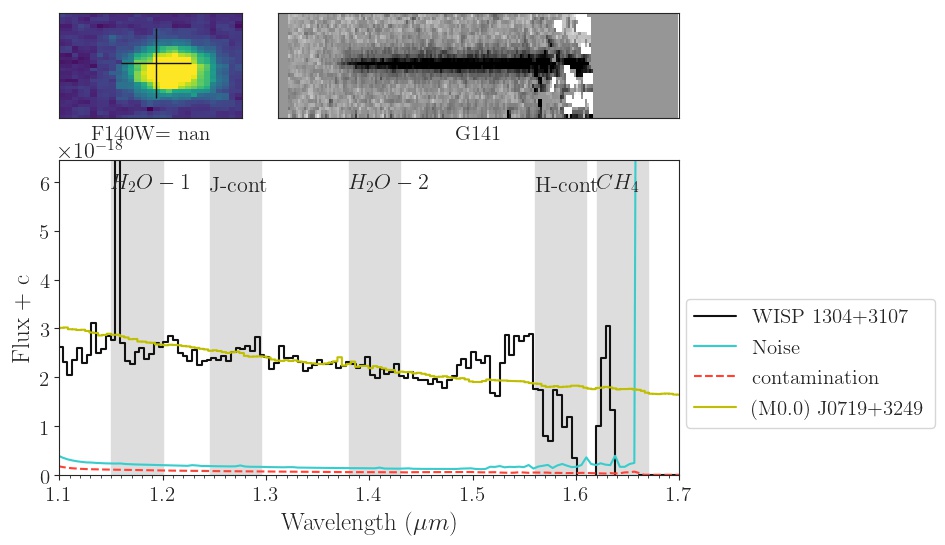 F140W= nan
G141
×10⁻¹⁸
H₂O − 1
J-cont
H₂O − 2
H-cont
CH₄
6
5
4
3
2
1
0
Flux + c
1.1
1.2
1.3
1.4
1.5
1.6
1.7
Wavelength (μm)
WISP 1304+3107
Noise
contamination
(M0.0) J0719+3249